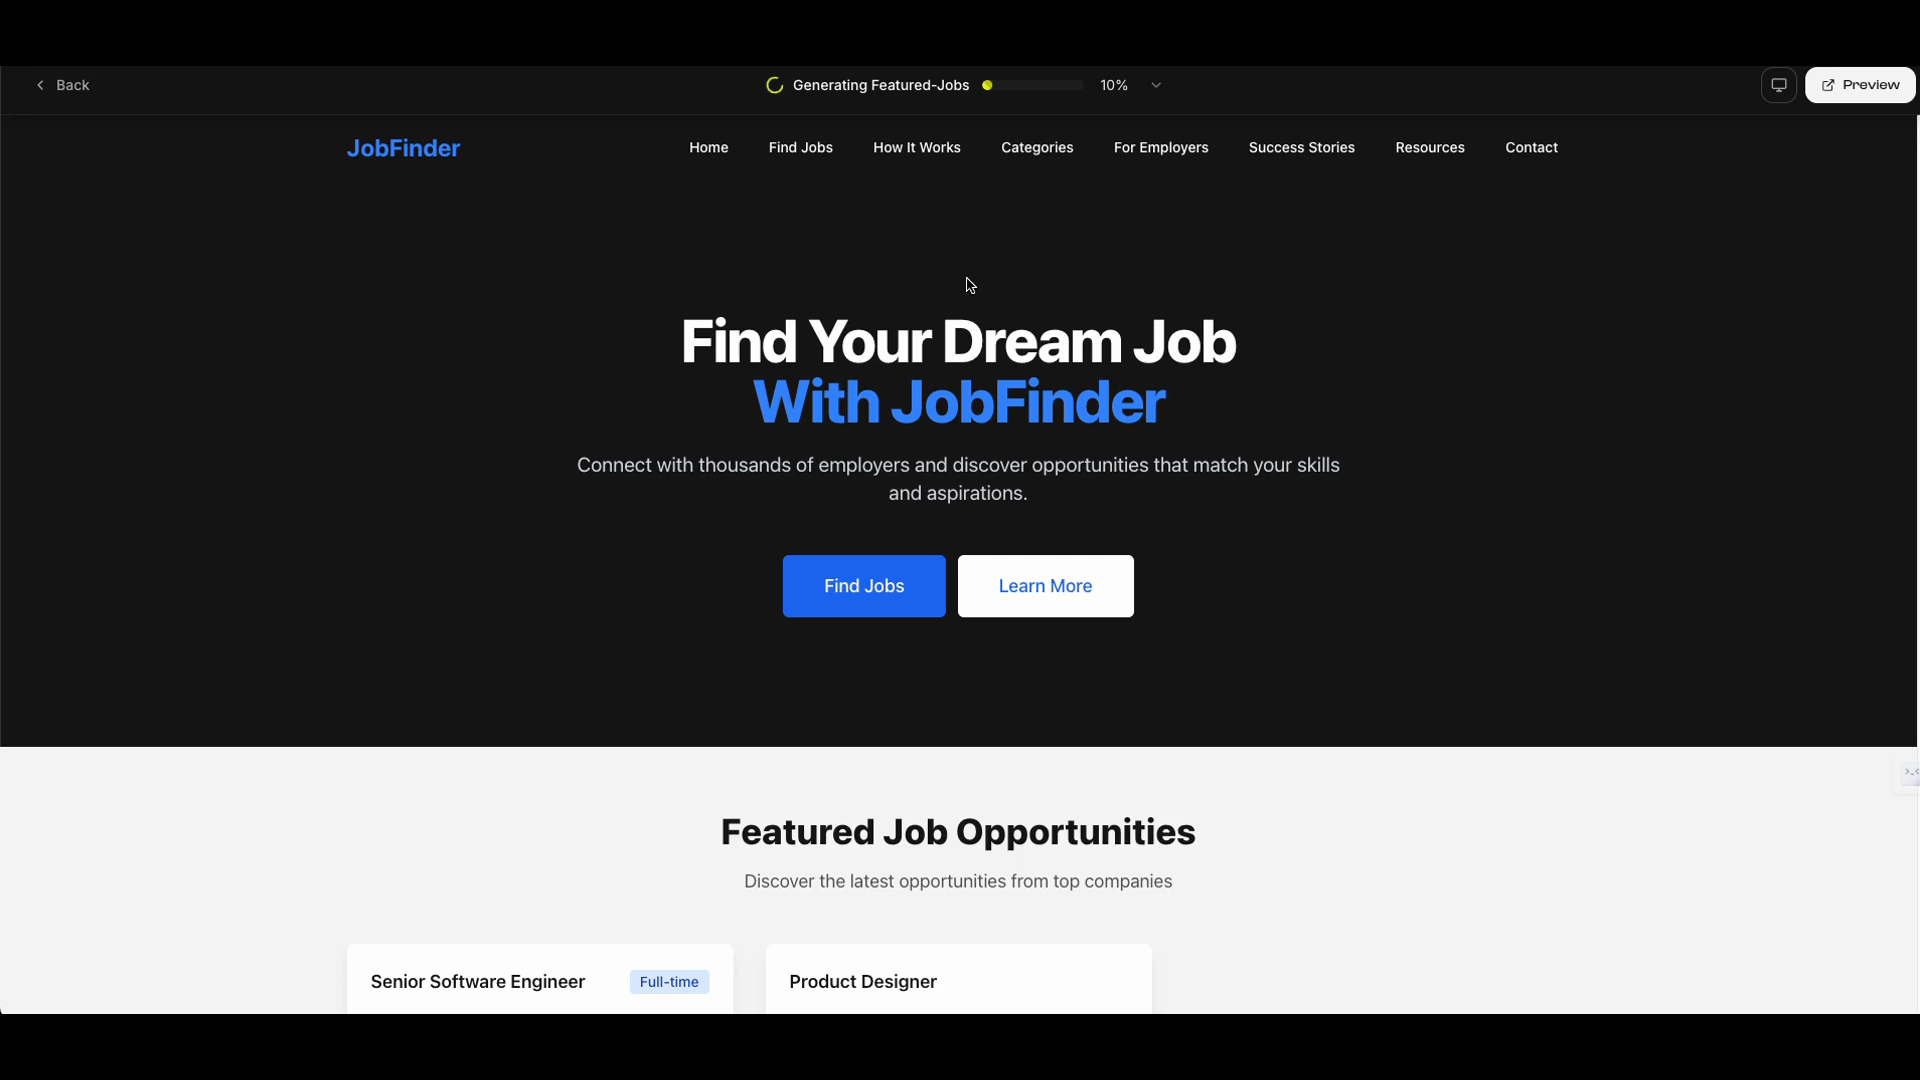 Back
Generating Featured-Jobs 10%
Preview
JobFinder
Home Find Jobs How It Works Categories For Employers Success Stories Resources Contact
Find Your Dream Job
With JobFinder
Connect with thousands of employers and discover opportunities that match your skills
and aspirations.
Find Jobs
Learn More
Featured Job Opportunities
Discover the latest opportunities from top companies
Senior Software Engineer Full-time
Product Designer